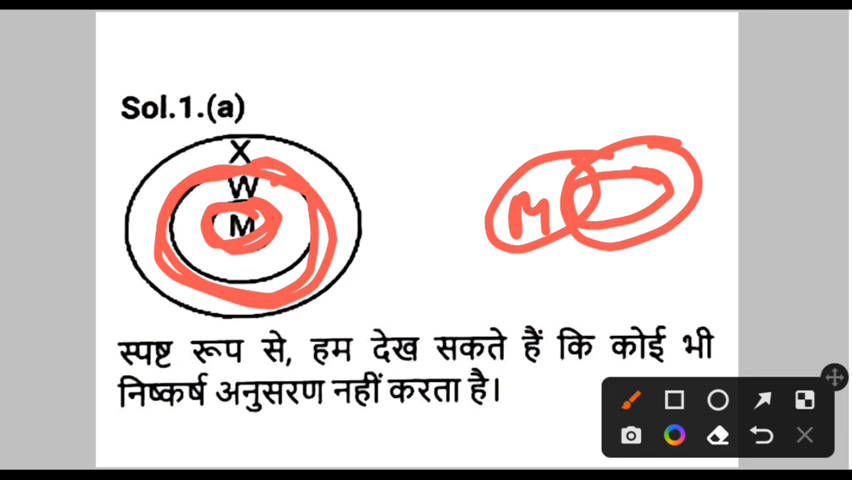 Sol.1.(a)
X
W
M
M
स्पष्ट रूप से, हम देख सकते हैं कि कोई भी
निष्कर्ष अनुसरण नहीं करता है।